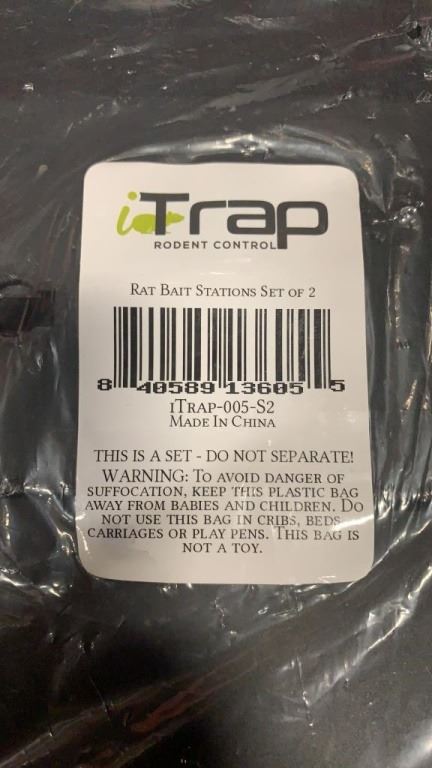 iTrap
RODENT CONTROL
RAT BAIT STATIONS SET OF 2
8 40589 13605 5
ITRAP-005-S2
MADE IN CHINA
THIS IS A SET - DO NOT SEPARATE!
WARNING: TO AVOID DANGER OF
SUFFOCATION, KEEP THIS PLASTIC BAG
AWAY FROM BABIES AND CHILDREN. DO
NOT USE THIS BAG IN CRIBS, BEDS,
CARRIAGES OR PLAY PENS. THIS BAG IS
NOT A TOY.